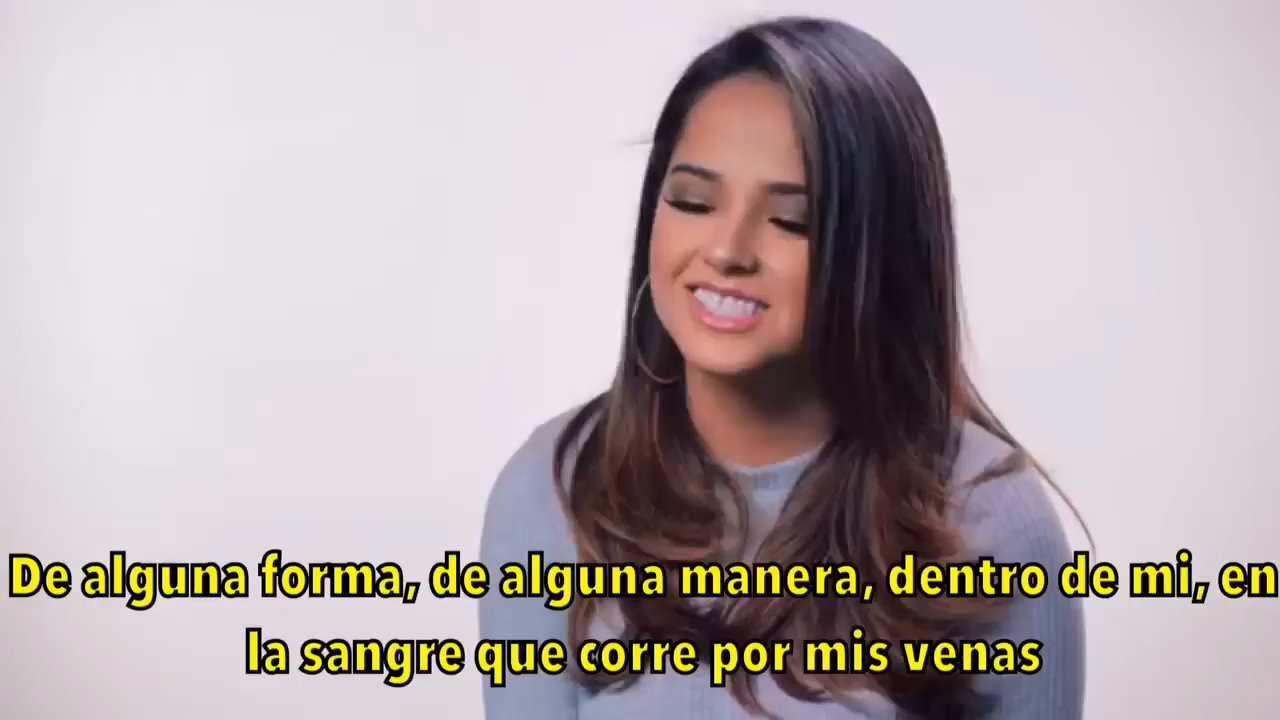 De alguna forma, de alguna manera, dentro de mi, en
la sangre que corre por mis venas